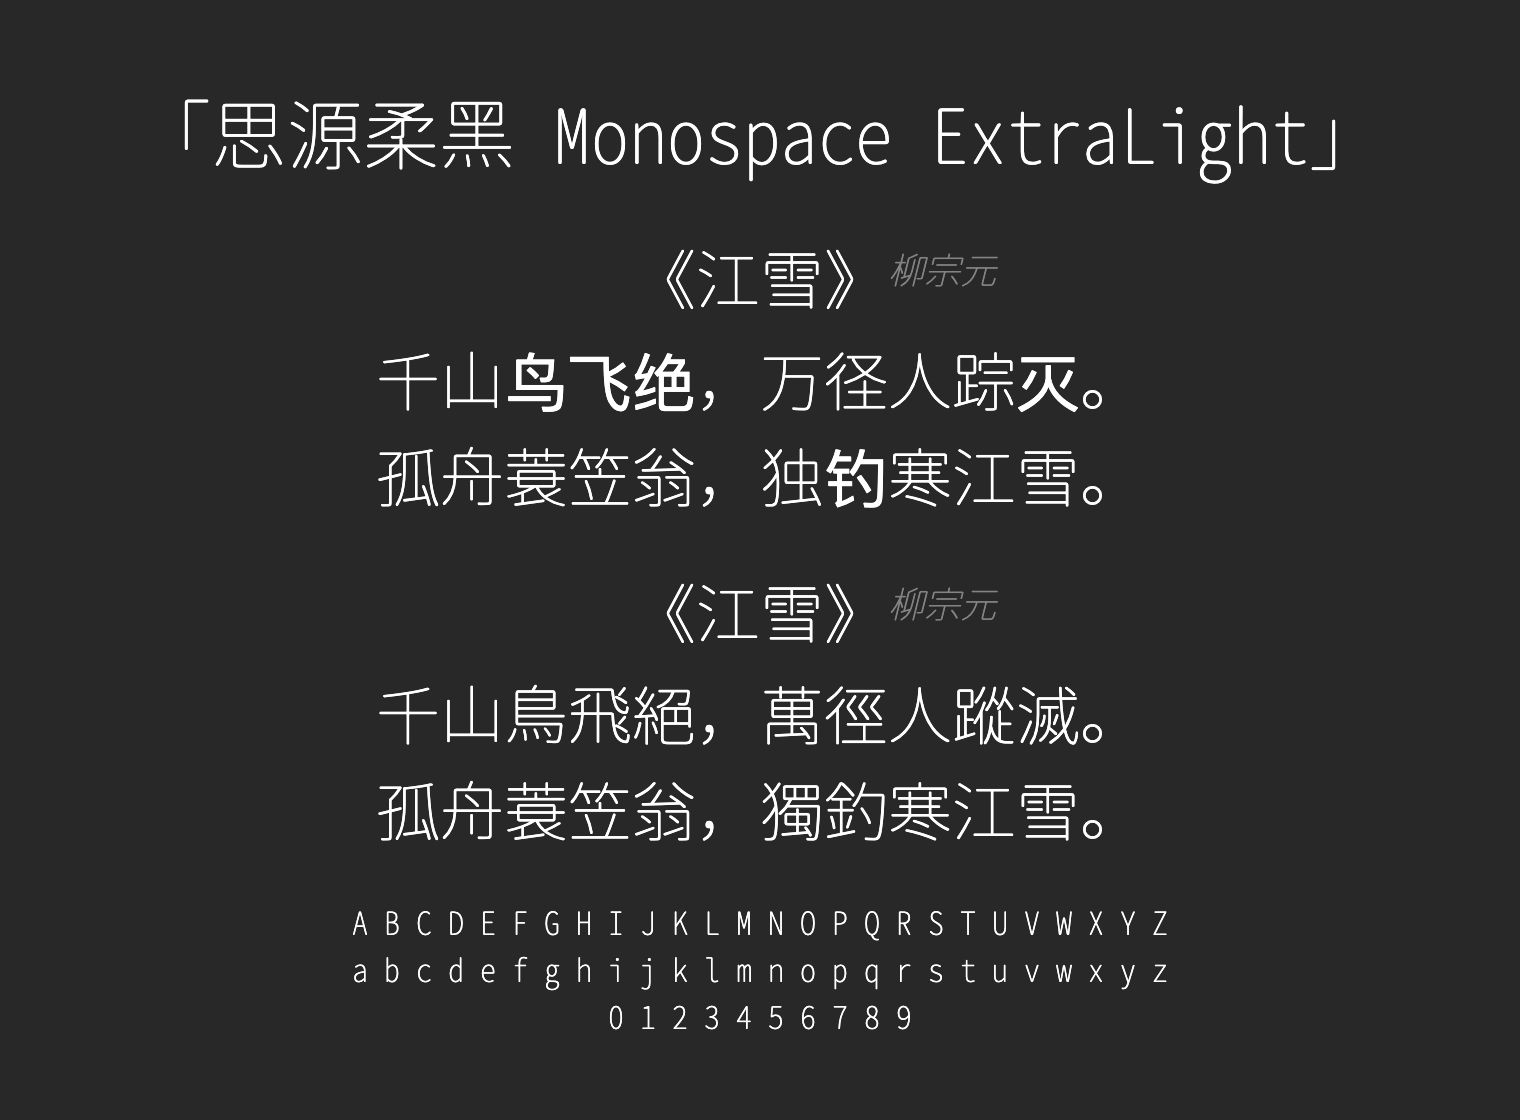 「思源柔黑 Monospace ExtraLight」
《江雪》 柳宗元
千山鸟飞绝，万径人踪灭。
孤舟蓑笠翁，独钓寒江雪。
《江雪》 柳宗元
千山鳥飛絕，萬徑人蹤滅。
孤舟蓑笠翁，獨釣寒江雪。
A B C D E F G H I J K L M N O P Q R S T U V W X Y Z
a b c d e f g h i j k l m n o p q r s t u v w x y z
0 1 2 3 4 5 6 7 8 9